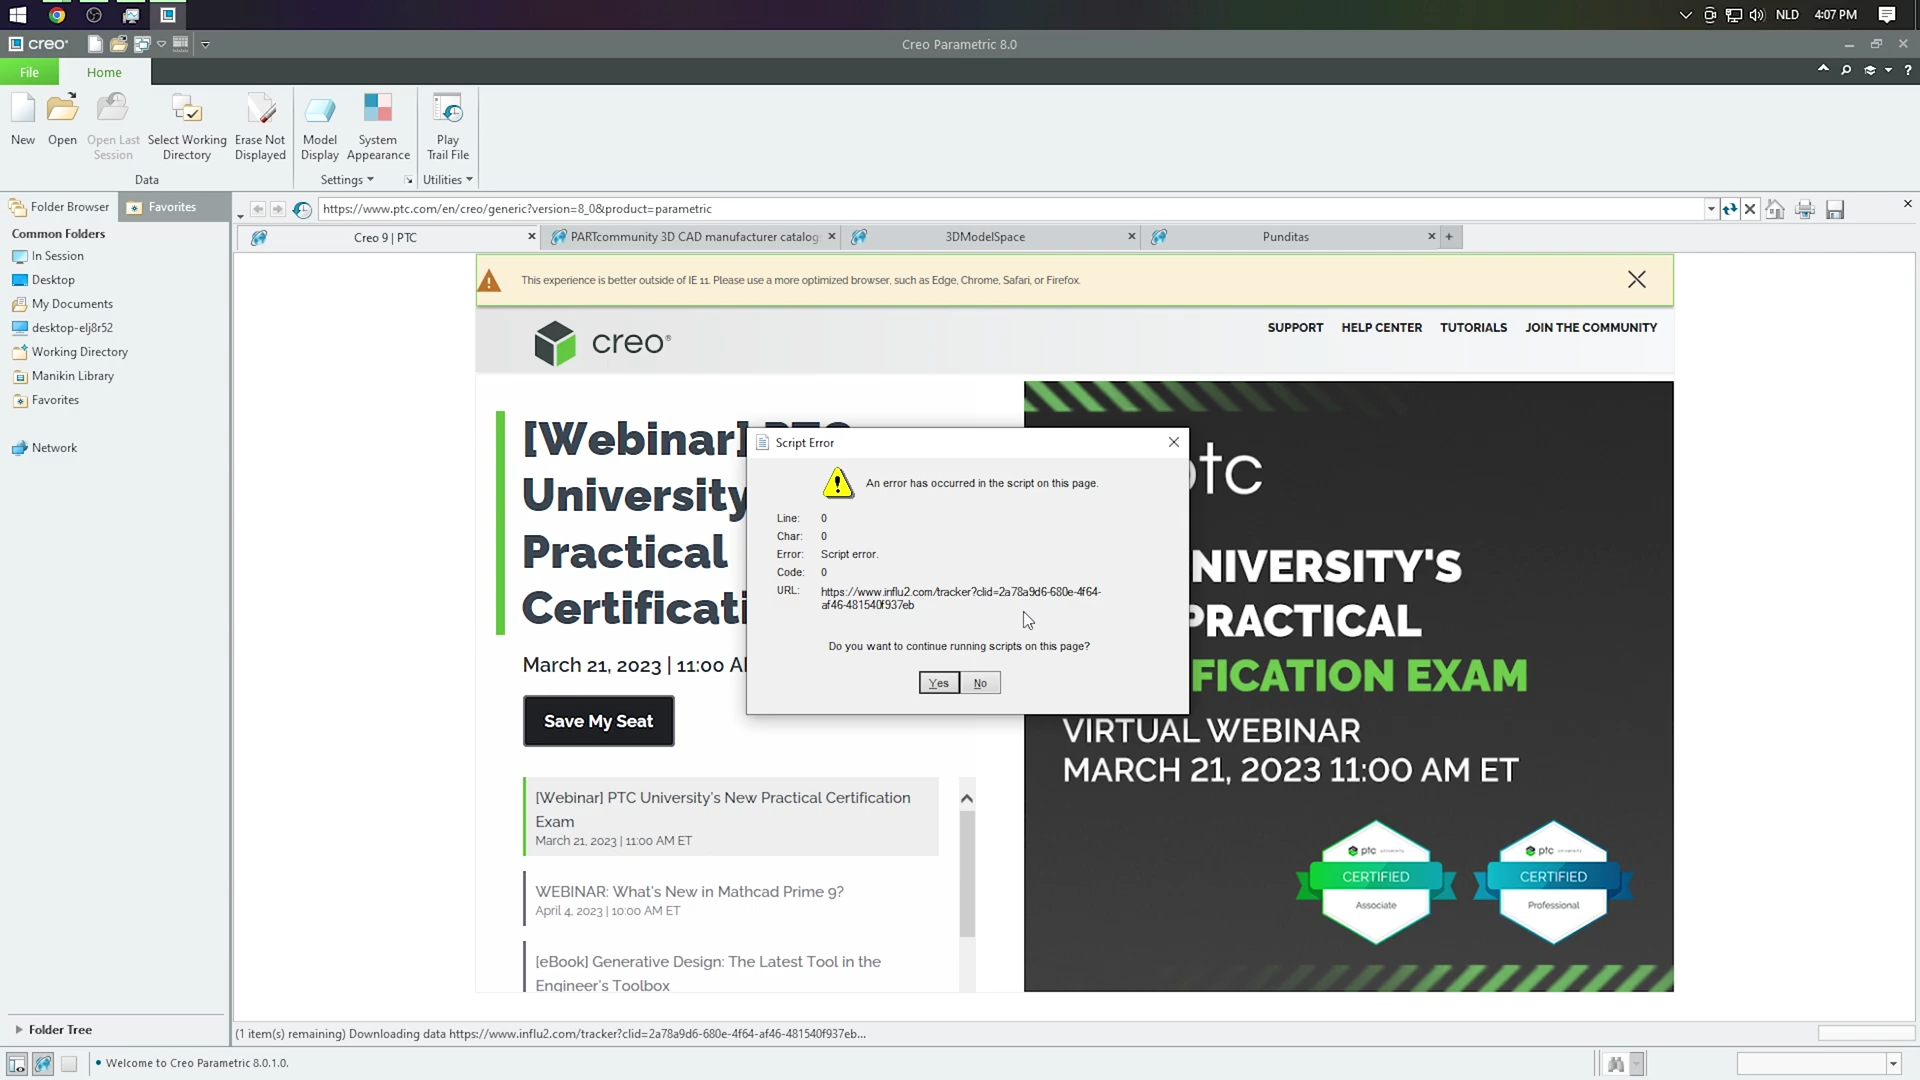 NLD
4:07 PM
creo®
Creo Parametric 8.0
File
Home
?
New
Open
Open Last
Session
Select Working
Directory
Erase Not
Displayed
Model
Display
System
Appearance
Play
Trail File
Data
Settings
Utilities
Folder Browser
Favorites
https://www.ptc.com/en/creo/generic?version=8_0&product=parametric
Creo 9 | PTC
PARTcommunity 3D CAD manufacturer catalog
3DModelSpace
Punditas
Common Folders
In Session
Desktop
My Documents
desktop-elj8r52
Working Directory
Manikin Library
Favorites
Network
Folder Tree
This experience is better outside of IE 11. Please use a more optimized browser, such as Edge, Chrome, Safari, or Firefox.
creo®
SUPPORT
HELP CENTER
TUTORIALS
JOIN THE COMMUNITY
[Webinar]
University
Practical
Certificati
March 21, 2023 | 11:00 A
Save My Seat
[Webinar] PTC University's New Practical Certification
Exam
March 21, 2023 | 11:00 AM ET
WEBINAR: What's New in Mathcad Prime 9?
April 4, 2023 | 10:00 AM ET
[eBook] Generative Design: The Latest Tool in the
Engineer's Toolbox
Script Error
An error has occurred in the script on this page.
Line: 0
Char: 0
Error: Script error.
Code: 0
URL: https://www.influ2.com/tracker?clid=2a78a9d6-680e-4f64-
af46-481540f937eb
Do you want to continue running scripts on this page?
Yes
No
ptc
NIVERSITY'S
PRACTICAL
FICATION EXAM
VIRTUAL WEBINAR
MARCH 21, 2023 11:00 AM ET
ptc university
CERTIFIED
Associate
ptc university
CERTIFIED
Professional
(1 item(s) remaining) Downloading data https://www.influ2.com/tracker?clid=2a78a9d6-680e-4f64-af46-481540f937eb...
• Welcome to Creo Parametric 8.0.1.0.